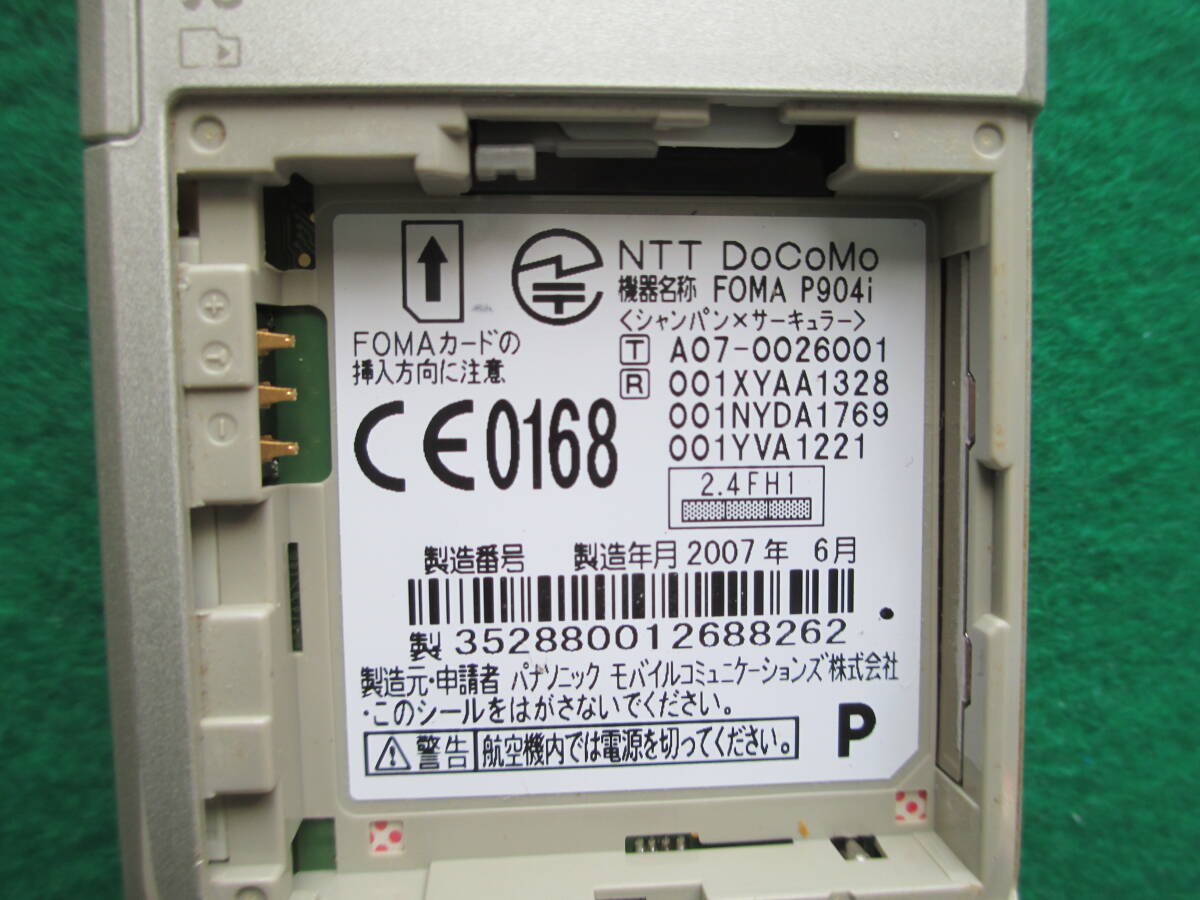 NTT DoCoMo
機器名称 FOMA P904i
<シャンパン×サーキュラー>
T A07-0026001
R 001XYAA1328
001NYDA1769
001YVA1221
2.4FH1
FOMAカードの
挿入方向に注意
CE0168
製造番号 製造年月 2007年 6月
製 352880012688262
製造元・申請者 パナソニック モバイルコミュニケーションズ株式会社
・このシールをはがさないでください。
警告 航空機内では電源を切ってください。
P